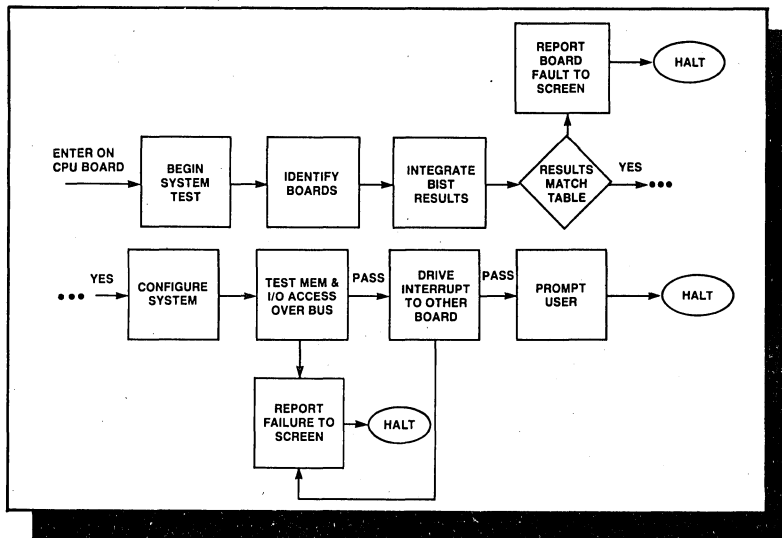 REPORT
BOARD
FAULT TO
SCREEN
HALT
ENTER ON
CPU BOARD
BEGIN
SYSTEM
TEST
IDENTIFY
BOARDS
INTEGRATE
BIST
RESULTS
RESULTS
MATCH
TABLE
YES
•••
•••
YES
CONFIGURE
SYSTEM
TEST MEM &
I/O ACCESS
OVER BUS
PASS
DRIVE
INTERRUPT
TO OTHER
BOARD
PASS
PROMPT
USER
HALT
REPORT
FAILURE TO
SCREEN
HALT